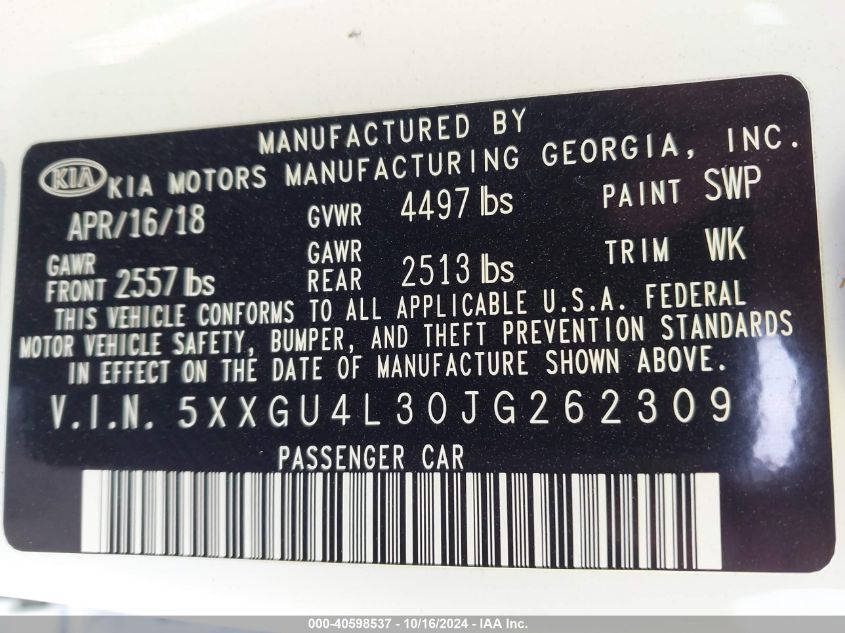 MANUFACTURED BY
KIA KIA MOTORS MANUFACTURING GEORGIA, INC.
APR/16/18 GVWR 4497 lbs PAINT SWP
GAWR FRONT 2557 lbs GAWR REAR 2513 lbs TRIM WK
THIS VEHICLE CONFORMS TO ALL APPLICABLE U.S.A. FEDERAL
MOTOR VEHICLE SAFETY, BUMPER, AND THEFT PREVENTION STANDARDS
IN EFFECT ON THE DATE OF MANUFACTURE SHOWN ABOVE.
V.I.N. 5XXGU4L30JG262309
PASSENGER CAR
000-40598537 - 10/16/2024 - IAA Inc.